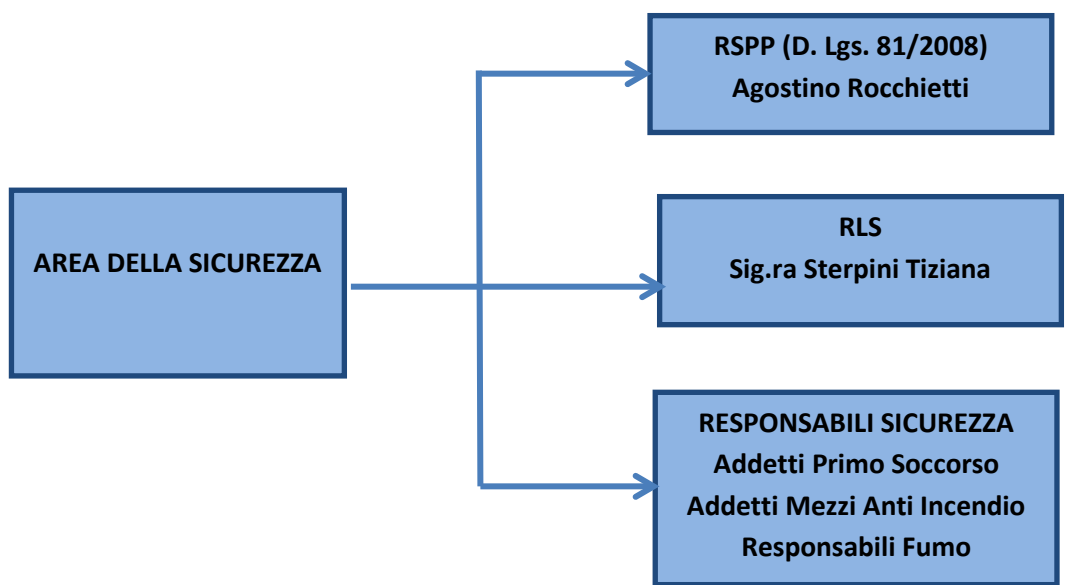 AREA DELLA SICUREZZA
RSPP (D. Lgs. 81/2008)
Agostino Rocchietti
RLS
Sig.ra Sterpini Tiziana
RESPONSABILI SICUREZZA
Addetti Primo Soccorso
Addetti Mezzi Anti Incendio
Responsabili Fumo